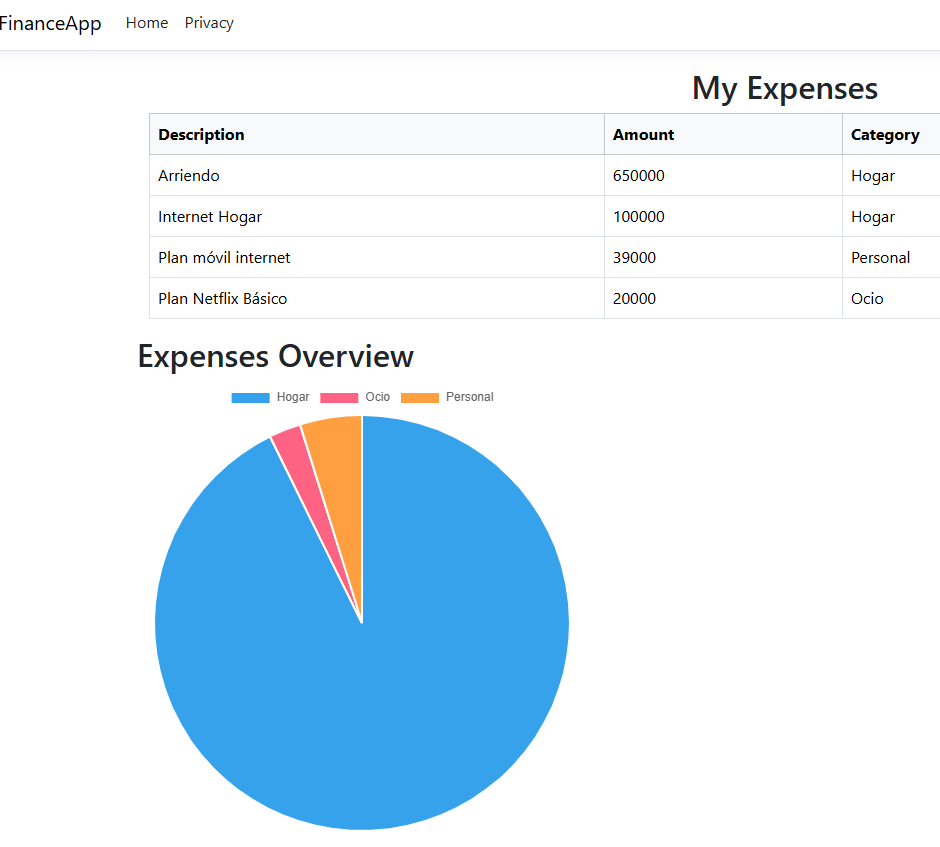 FinanceApp Home Privacy
My Expenses
Description Amount Category
Arriendo 650000 Hogar
Internet Hogar 100000 Hogar
Plan móvil internet 39000 Personal
Plan Netflix Básico 20000 Ocio
Expenses Overview
Hogar Ocio Personal